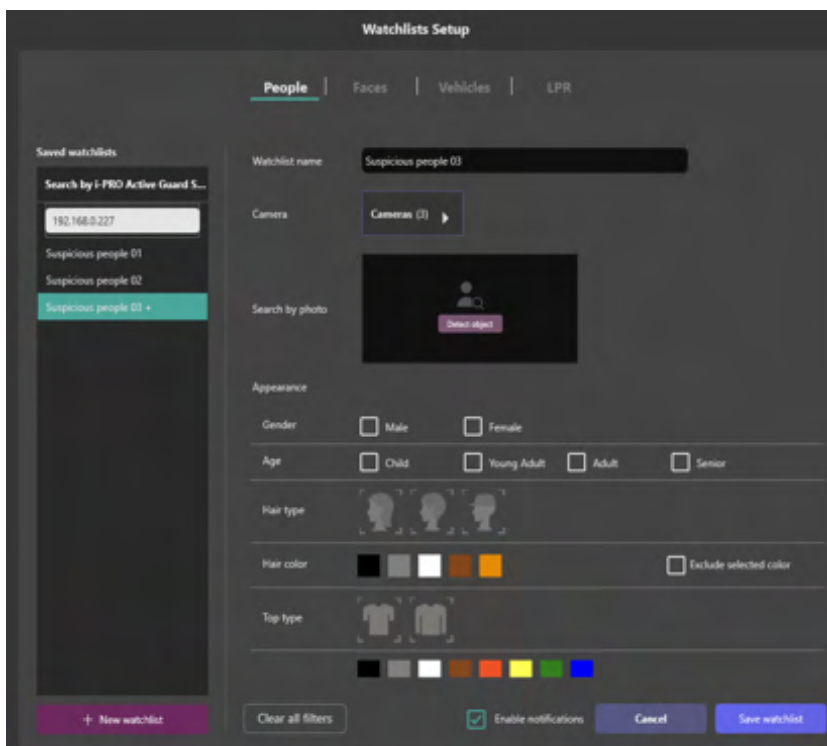 Watchlists Setup
People | Faces | Vehicles | LPR
Saved watchlists
Search by i-PRO Active Guard S...
192.168.0.227
Suspicious people 01
Suspicious people 02
Suspicious people 03 +
+ New watchlist
Watchlist name
Suspicious people 03
Camera
Cameras (3)
Search by photo
Detect object
Appearance
Gender Male Female
Age Child Young Adult Adult Senior
Hair type
Hair color Exclude selected color
Top type
Clear all filters Enable notifications Cancel Save watchlist